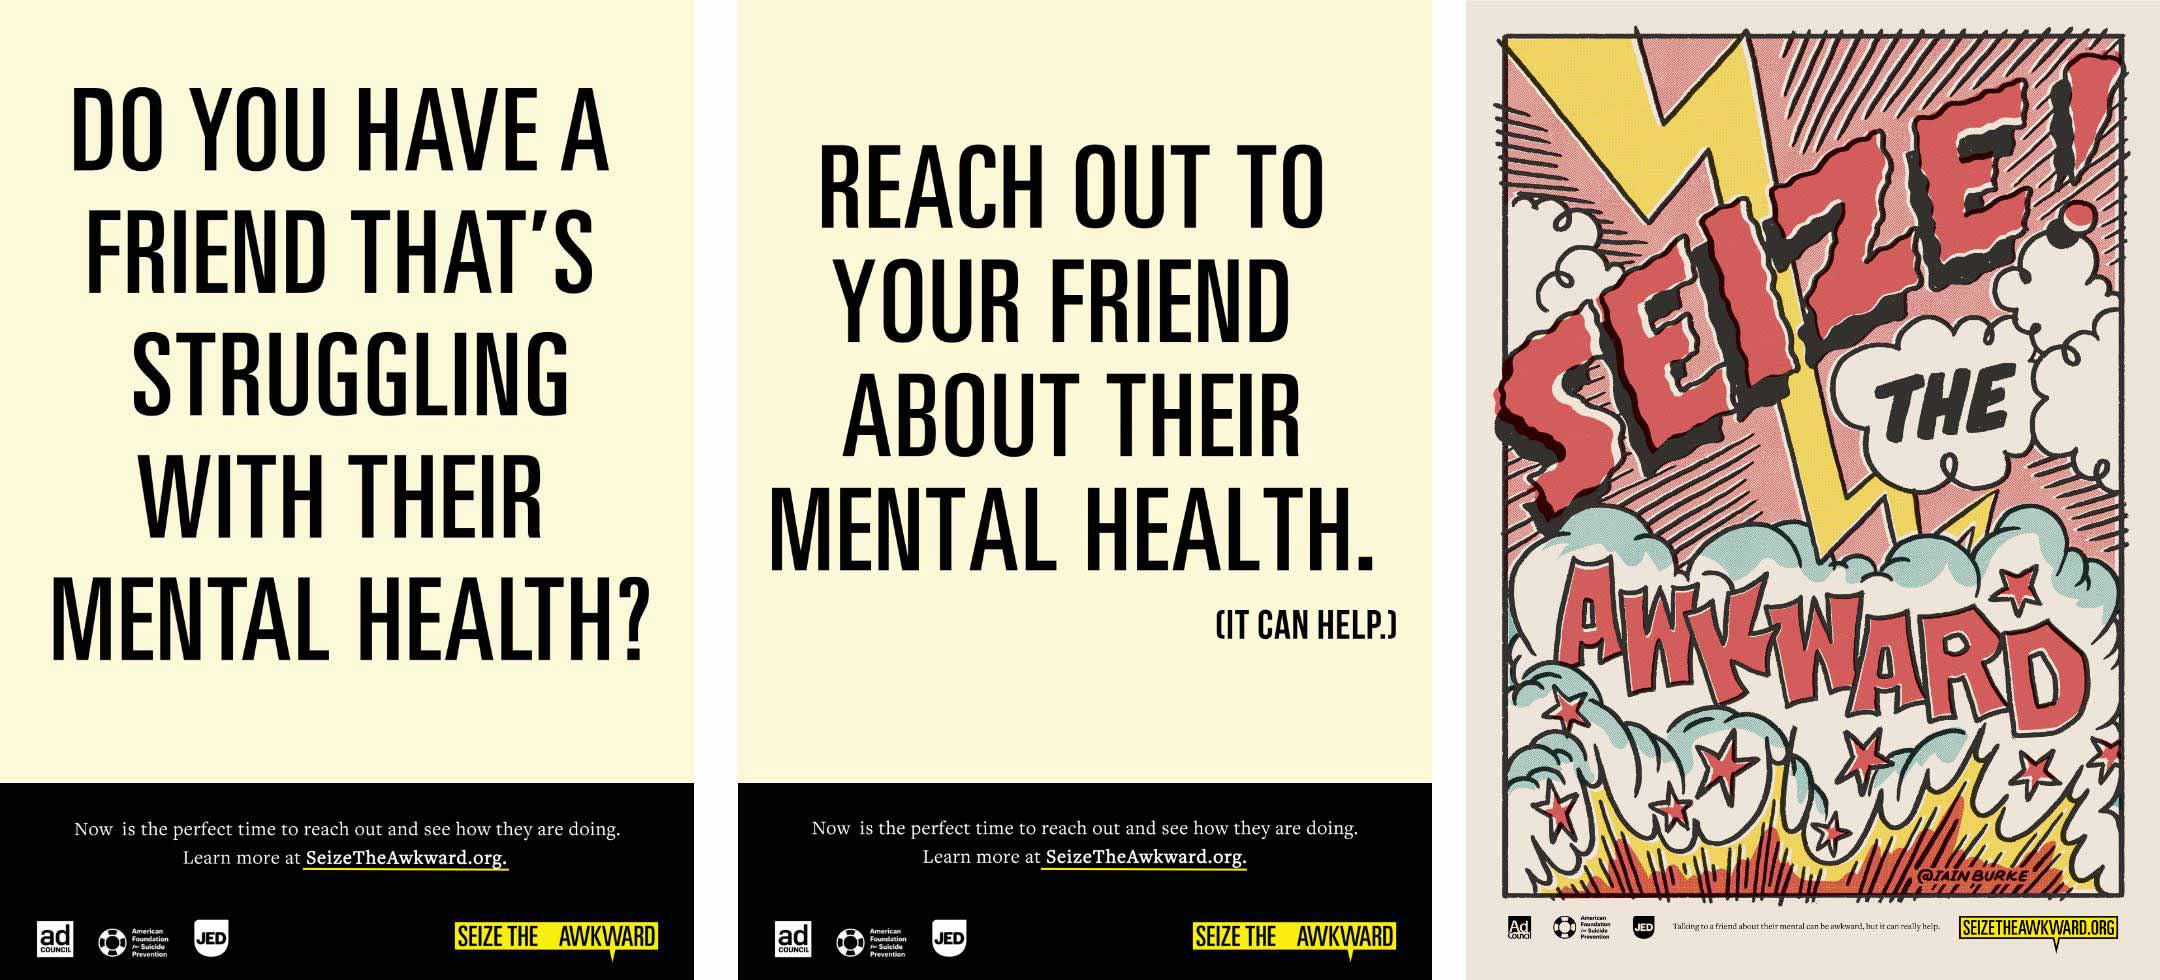 DO YOU HAVE A
FRIEND THAT'S
STRUGGLING
WITH THEIR
MENTAL HEALTH?
Now is the perfect time to reach out and see how they are doing.
Learn more at SeizeTheAwkward.org.
ad
COUNCIL
American
Foundation
for Suicide
Prevention
JED
SEIZE THE AWKWARD
REACH OUT TO
YOUR FRIEND
ABOUT THEIR
MENTAL HEALTH.
(IT CAN HELP.)
Now is the perfect time to reach out and see how they are doing.
Learn more at SeizeTheAwkward.org.
ad
COUNCIL
American
Foundation
for Suicide
Prevention
JED
SEIZE THE AWKWARD
SEIZE!
THE
AWKWARD
@IAINBURKE
Ad
Council
American
Foundation
for Suicide
Prevention
JED
Talking to a friend about their mental can be awkward, but it can really help.
SEIZETHEAWKWARD.ORG